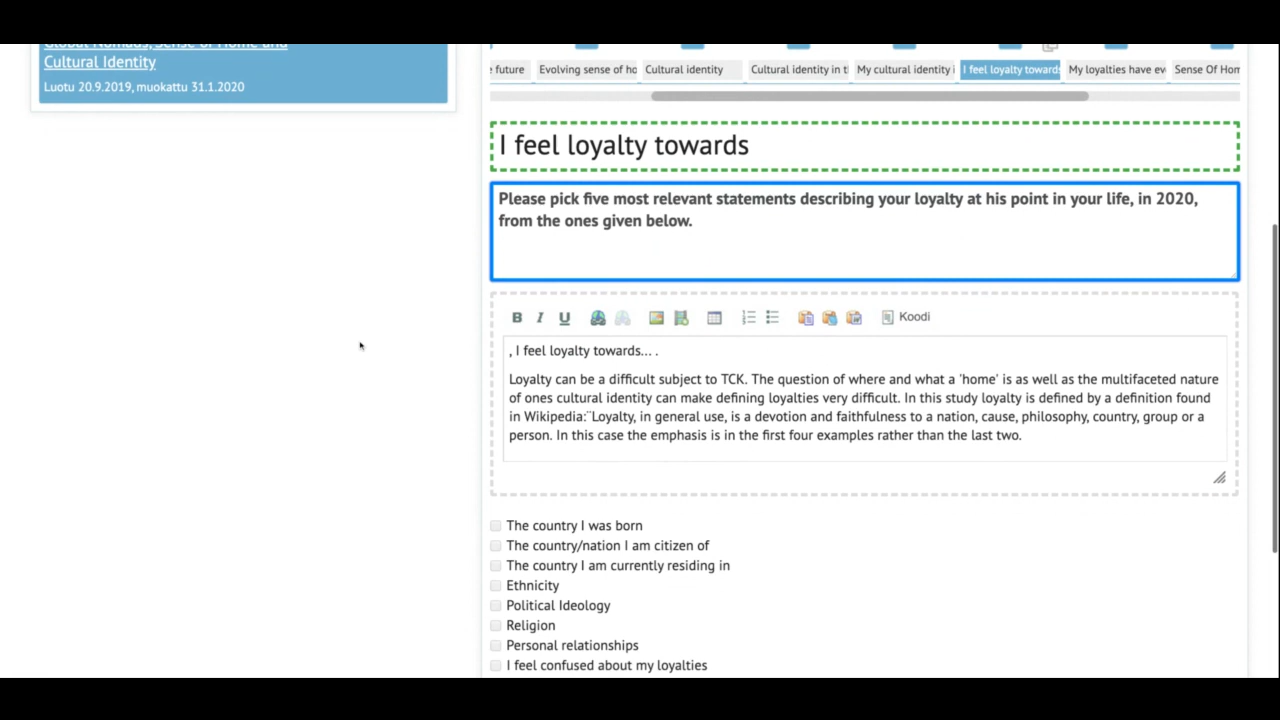 Global Nomads, Sense of Home and
Cultural Identity
Luotu 20.9.2019, muokattu 31.1.2020
e future Evolving sense of ho Cultural identity Cultural identity in t My cultural identity i I feel loyalty towards My loyalties have ev Sense Of Hom
I feel loyalty towards
Please pick five most relevant statements describing your loyalty at his point in your life, in 2020,
from the ones given below.
B I U Koodi
, I feel loyalty towards... .
Loyalty can be a difficult subject to TCK. The question of where and what a 'home' is as well as the multifaceted nature
of ones cultural identity can make defining loyalties very difficult. In this study loyalty is defined by a definition found
in Wikipedia:¨Loyalty, in general use, is a devotion and faithfulness to a nation, cause, philosophy, country, group or a
person. In this case the emphasis is in the first four examples rather than the last two.
The country I was born
The country/nation I am citizen of
The country I am currently residing in
Ethnicity
Political Ideology
Religion
Personal relationships
I feel confused about my loyalties